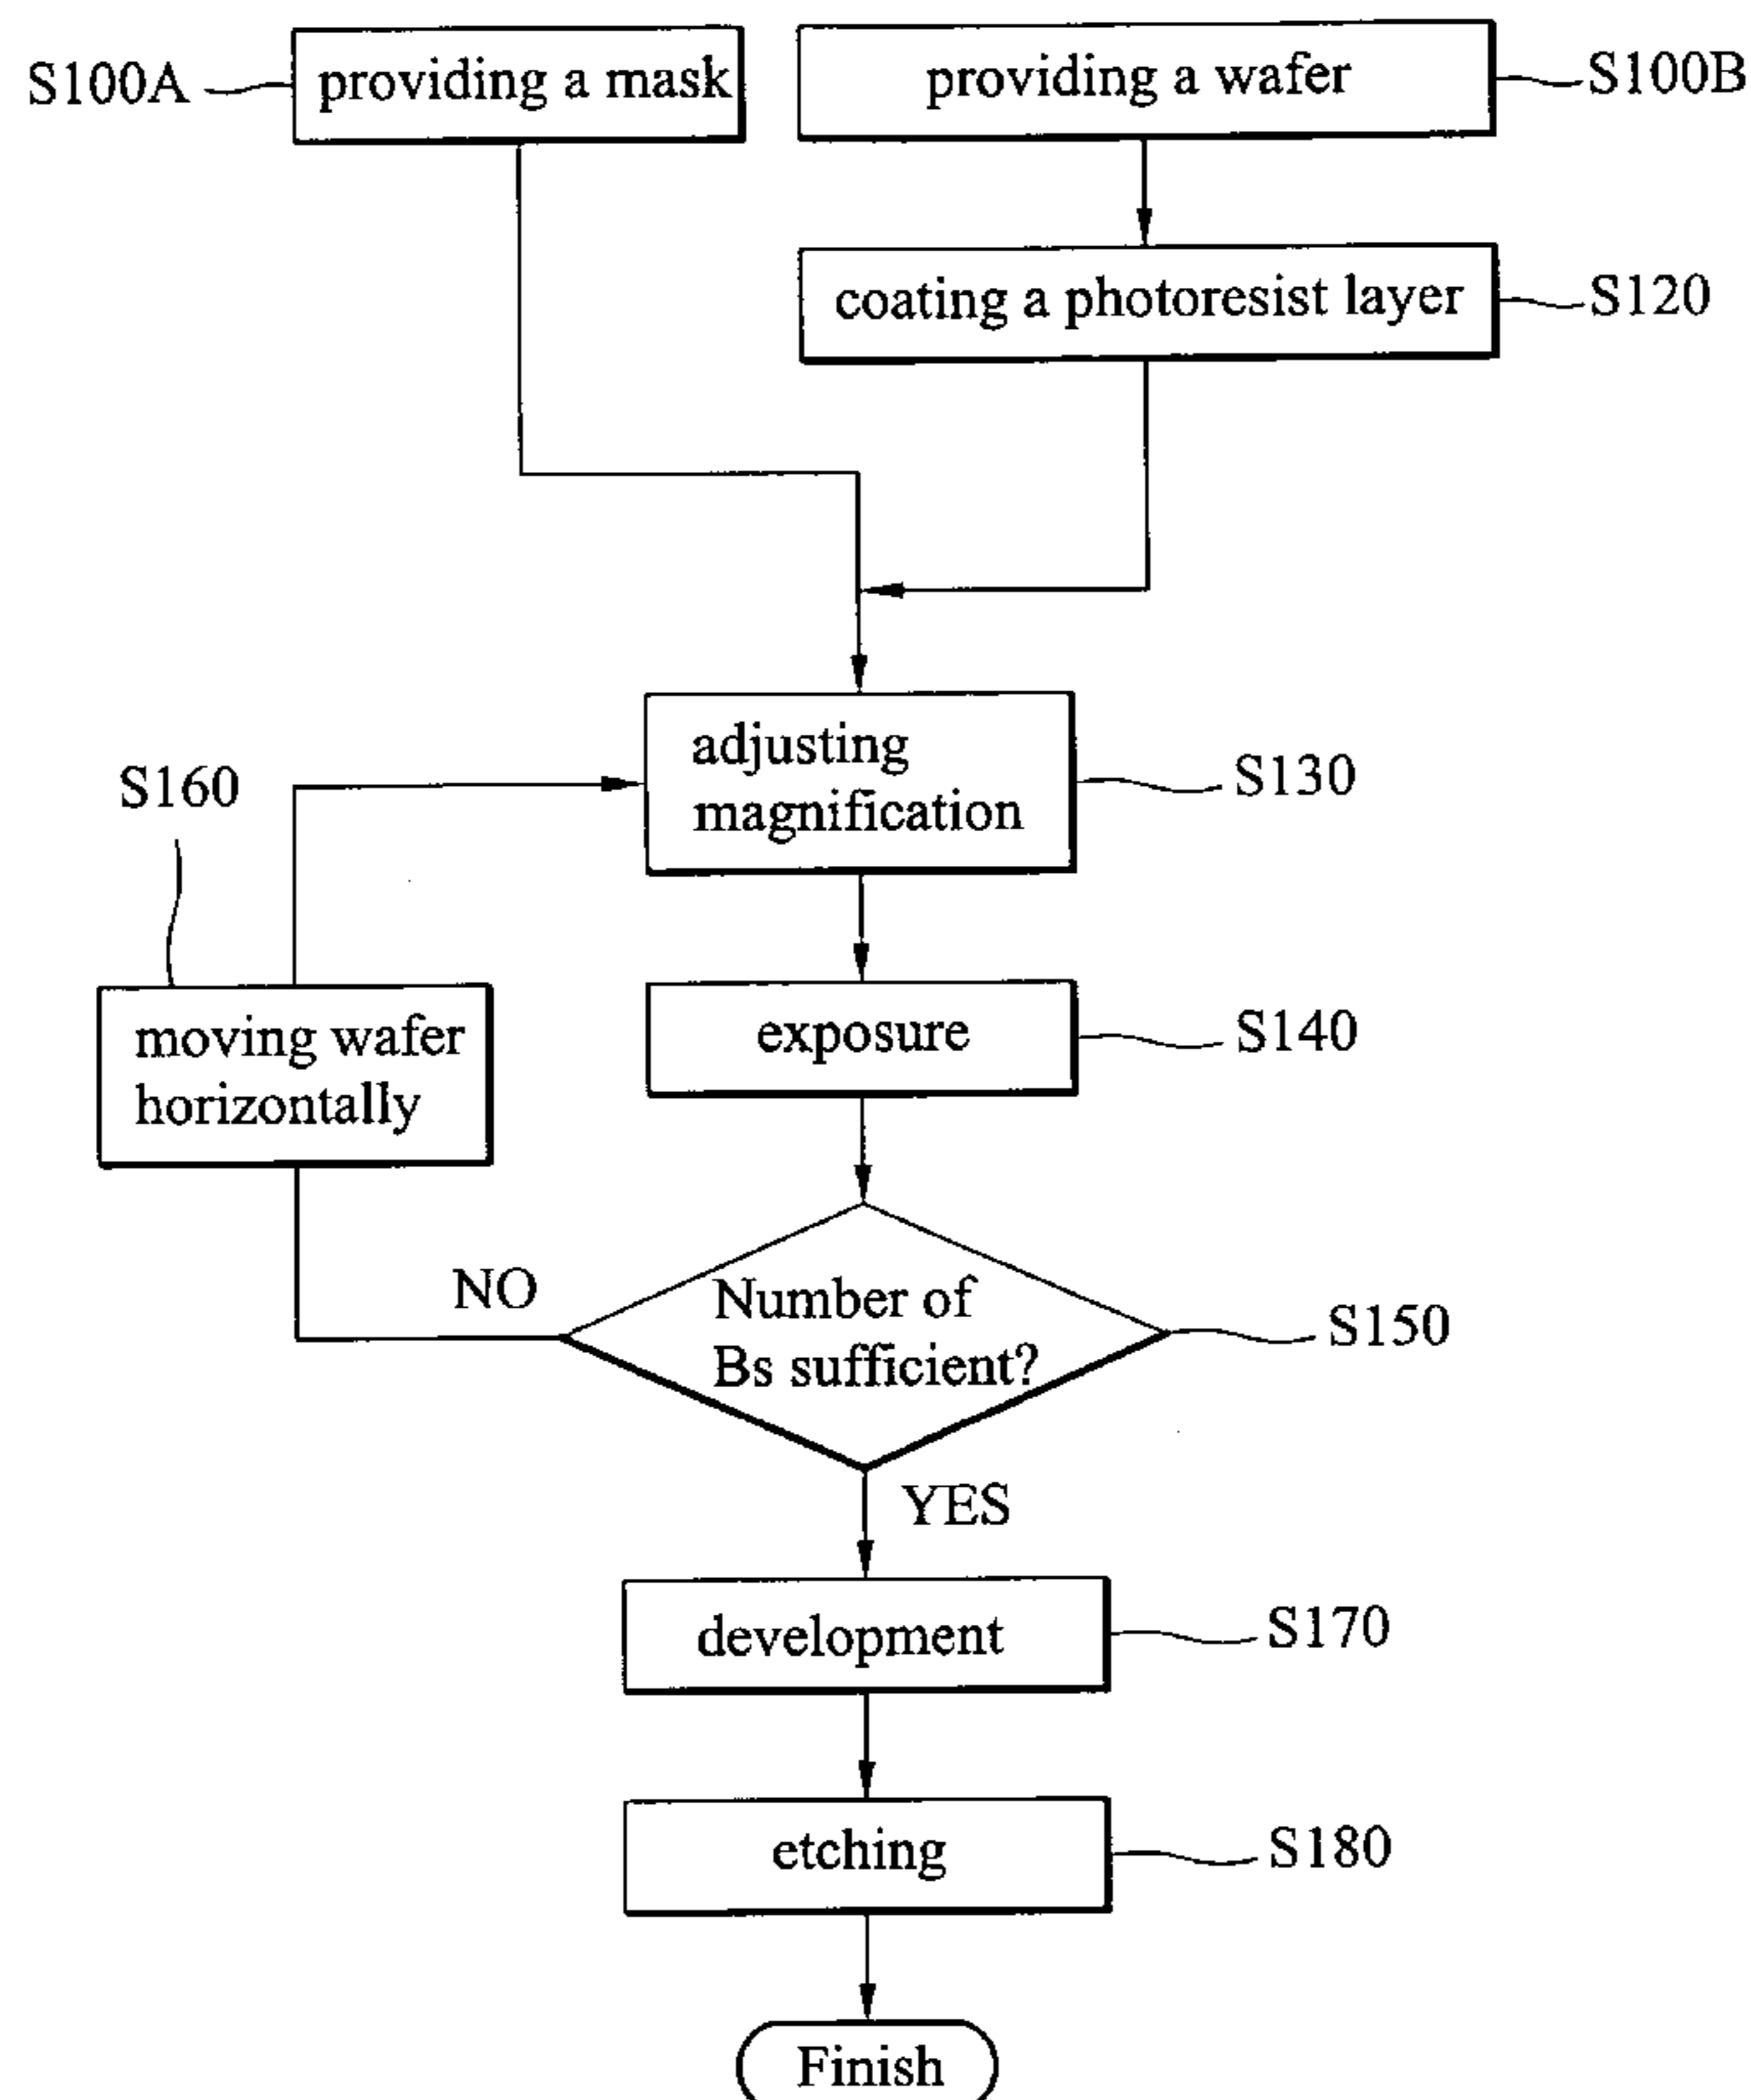 S100A
providing a mask
providing a wafer
S100B
coating a photoresist layer
S120
adjusting
magnification
S130
S160
moving wafer
horizontally
exposure
S140
NO
Number of
Bs sufficient?
S150
YES
development
S170
etching
S180
Finish